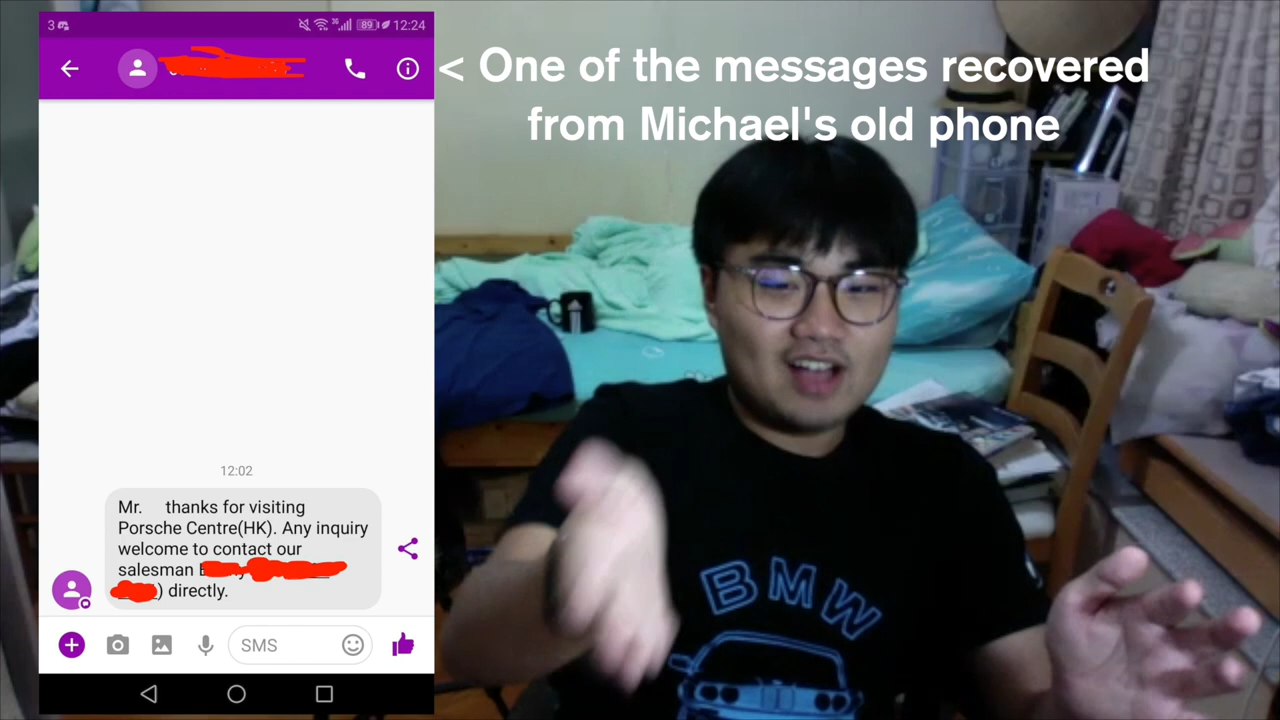 3
89
12:24
< One of the messages recovered
from Michael's old phone
12:02
Mr. thanks for visiting
Porsche Centre(HK). Any inquiry
welcome to contact our
salesman
) directly.
SMS
BMW